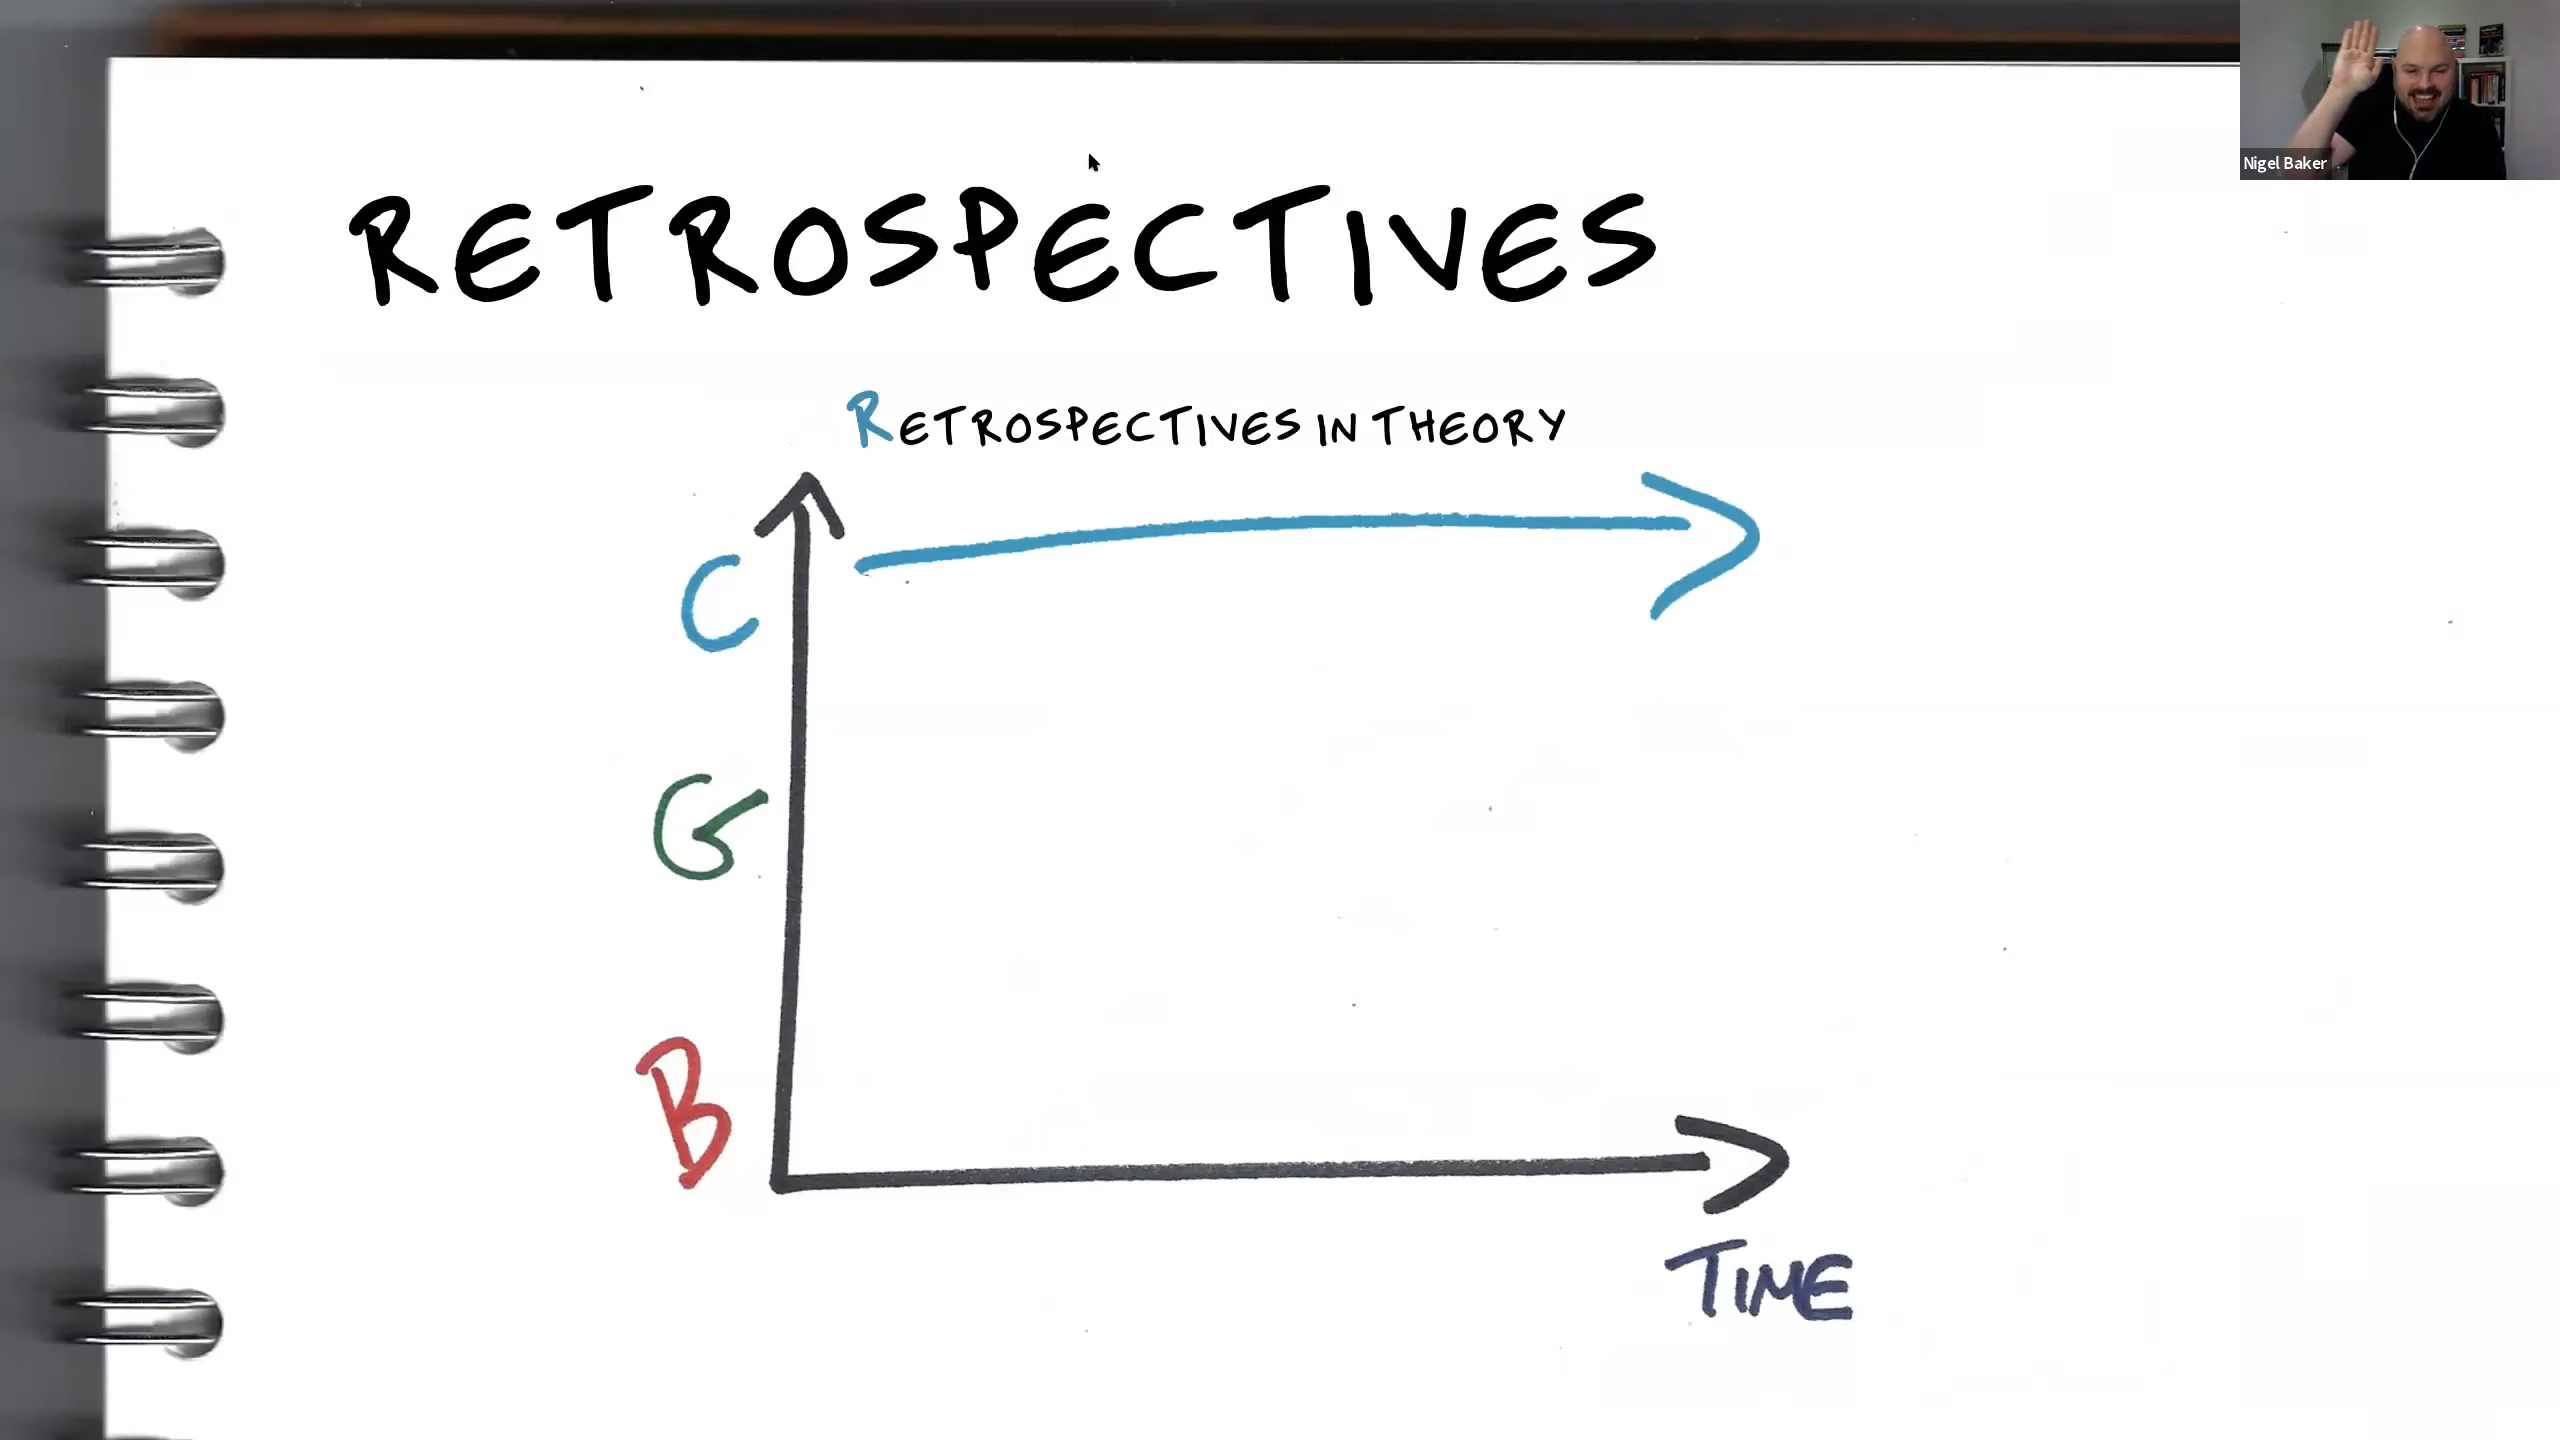 Nigel Baker
RETROSPECTIVES
RETROSPECTIVES IN THEORY
C
G
B
TIME